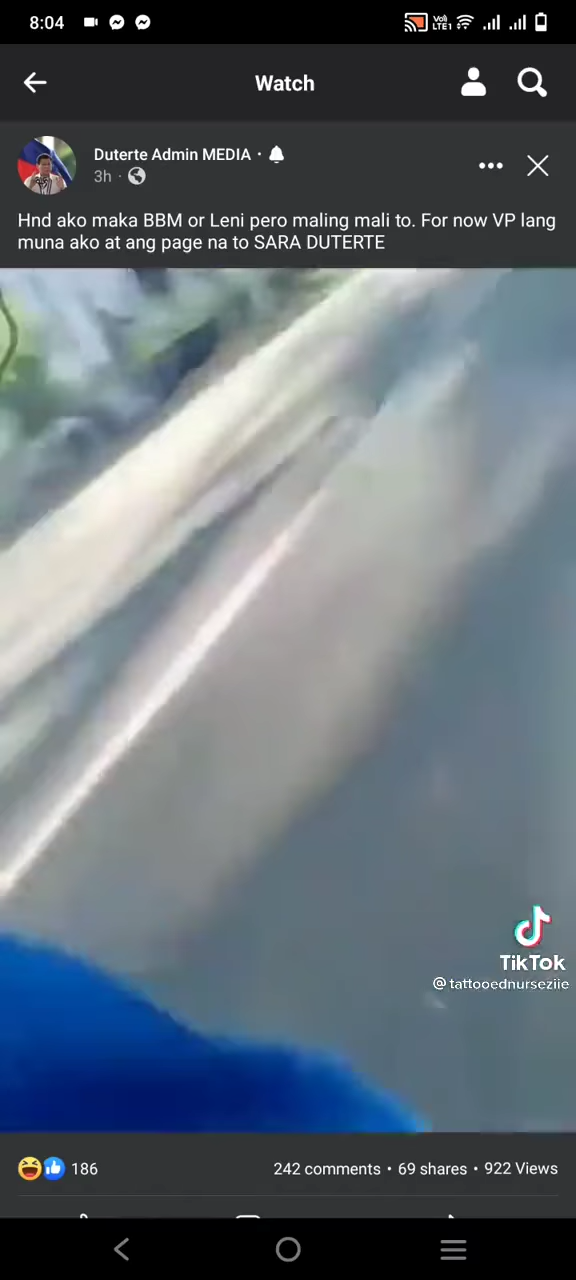 8:04
Vo)) LTE1
Watch
Duterte Admin MEDIA ·
3h ·
Hnd ako maka BBM or Leni pero maling mali to. For now VP lang
muna ako at ang page na to SARA DUTERTE
TikTok
@tattooednurseziie
186
242 comments • 69 shares • 922 Views